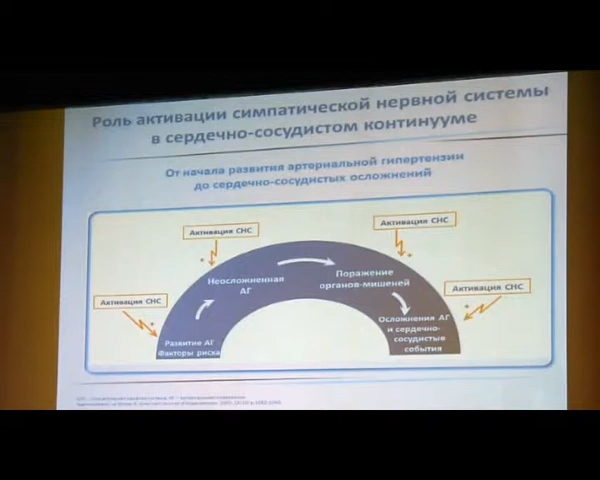 Роль активации симпатической нервной системы
в сердечно-сосудистом континууме
От начала развития артериальной гипертензии
до сердечно-сосудистых осложнений
Активация СНС
Активация СНС
Активация СНС
Активация СНС
Развитие АГ
Факторы риска
Неосложненная
АГ
Поражение
органов-мишеней
Осложнения АГ
и сердечно-
сосудистые
события